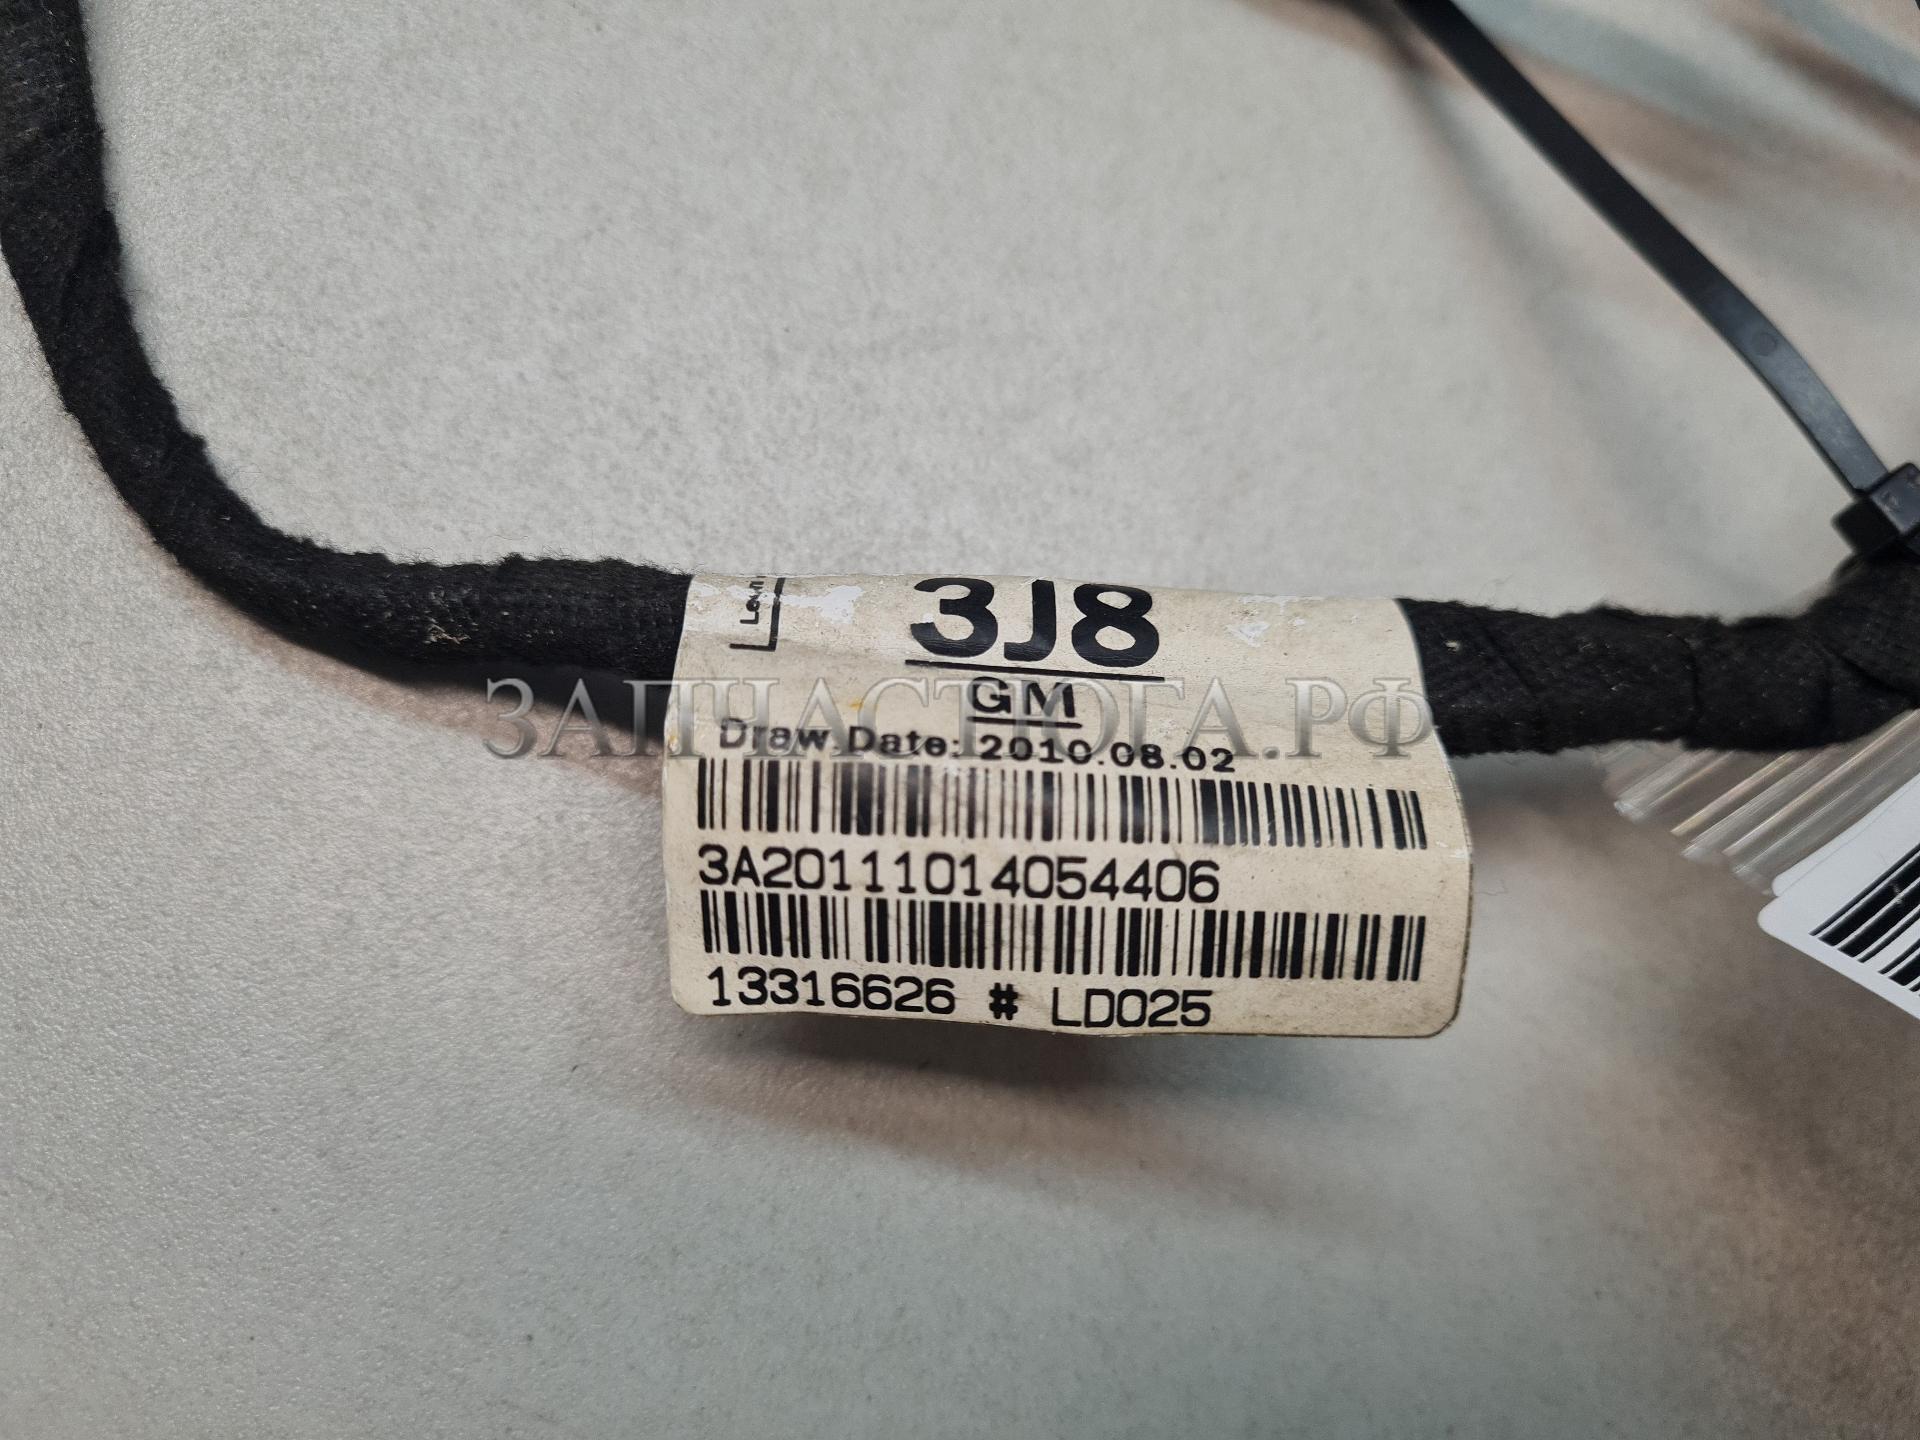 3J8
GM
ЗАПЧАСТЮГА.РФ
Draw.Date: 2010.08.02
3A20111014054406
13316626 # LD025